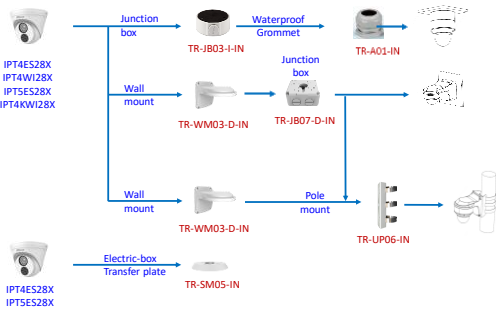 Junction
box
Waterproof
Grommet
TR-JB03-I-IN
TR-A01-IN
IPT4ES28X
IPT4WI28X
IPT5ES28X
IPT4KWI28X
Wall
mount
Junction
box
TR-WM03-D-IN
TR-JB07-D-IN
Wall
mount
Pole
mount
TR-WM03-D-IN
TR-UP06-IN
Electric-box
Transfer plate
TR-SM05-IN
IPT4ES28X
IPT5ES28X